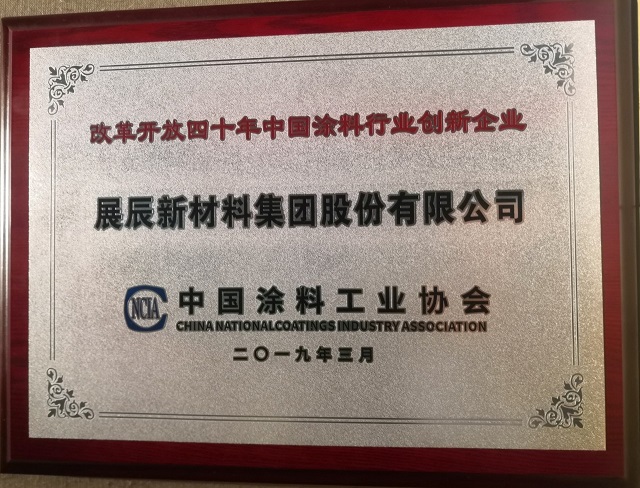 改革开放四十年中国涂料行业创新企业
展辰新材料集团股份有限公司
NCIA
中国涂料工业协会
CHINA NATIONAL COATINGS INDUSTRY ASSOCIATION
二〇一九年三月